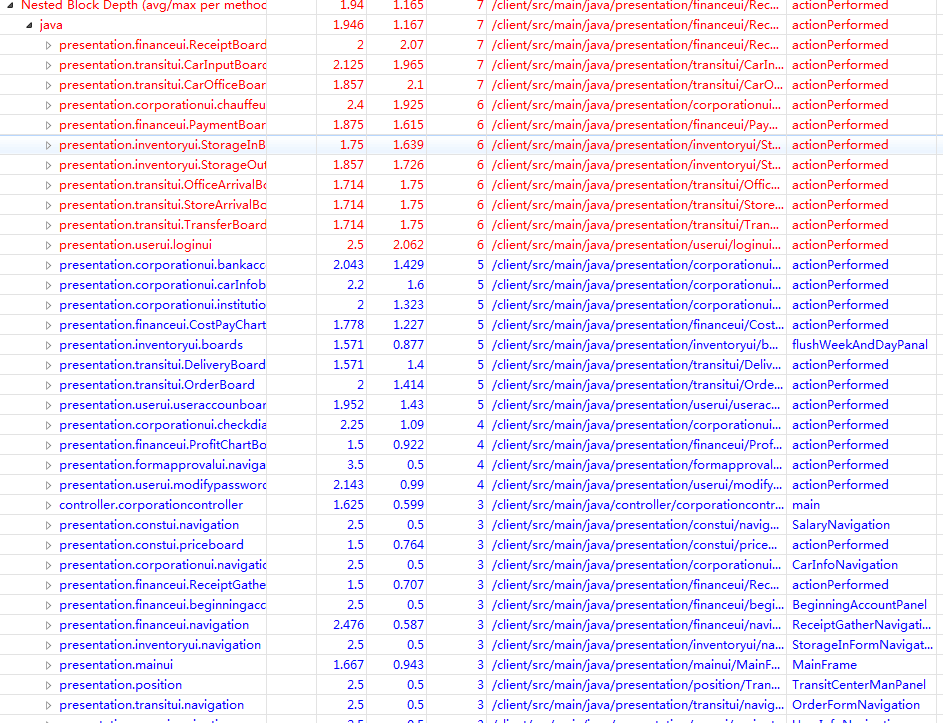 Nested Block Depth (avg/max per method 1.94 1.165 7 /client/src/main/java/presentation/financeui/Rec... actionPerformed
java 1.946 1.167 7 /client/src/main/java/presentation/financeui/Rec... actionPerformed
presentation.financeui.ReceiptBoard 2 2.07 7 /client/src/main/java/presentation/financeui/Rec... actionPerformed
presentation.transitui.CarInputBoard 2.125 1.965 7 /client/src/main/java/presentation/transitui/CarIn... actionPerformed
presentation.transitui.CarOfficeBoar 1.857 2.1 7 /client/src/main/java/presentation/transitui/CarO... actionPerformed
presentation.corporationui.chauffeu 2.4 1.925 6 /client/src/main/java/presentation/corporationui... actionPerformed
presentation.financeui.PaymentBoar 1.875 1.615 6 /client/src/main/java/presentation/financeui/Pay... actionPerformed
presentation.inventoryui.StorageInB 1.75 1.639 6 /client/src/main/java/presentation/inventoryui/St... actionPerformed
presentation.inventoryui.StorageOut 1.857 1.726 6 /client/src/main/java/presentation/inventoryui/St... actionPerformed
presentation.transitui.OfficeArrivalBo 1.714 1.75 6 /client/src/main/java/presentation/transitui/Offic... actionPerformed
presentation.transitui.StoreArrivalBo 1.714 1.75 6 /client/src/main/java/presentation/transitui/Store... actionPerformed
presentation.transitui.TransferBoard 1.714 1.75 6 /client/src/main/java/presentation/transitui/Tran... actionPerformed
presentation.userui.loginui 2.5 2.062 6 /client/src/main/java/presentation/userui/loginui... actionPerformed
presentation.corporationui.bankacc 2.043 1.429 5 /client/src/main/java/presentation/corporationui... actionPerformed
presentation.corporationui.carInfob 2.2 1.6 5 /client/src/main/java/presentation/corporationui... actionPerformed
presentation.corporationui.institutio 2 1.323 5 /client/src/main/java/presentation/corporationui... actionPerformed
presentation.financeui.CostPayChart 1.778 1.227 5 /client/src/main/java/presentation/financeui/Cost... actionPerformed
presentation.inventoryui.boards 1.571 0.877 5 /client/src/main/java/presentation/inventoryui/b... flushWeekAndDayPanal
presentation.transitui.DeliveryBoard 1.571 1.4 5 /client/src/main/java/presentation/transitui/Deliv... actionPerformed
presentation.transitui.OrderBoard 2 1.414 5 /client/src/main/java/presentation/transitui/Orde... actionPerformed
presentation.userui.useraccounboar 1.952 1.43 5 /client/src/main/java/presentation/userui/userac... actionPerformed
presentation.corporationui.checkdia 2.25 1.09 4 /client/src/main/java/presentation/corporationui... actionPerformed
presentation.financeui.ProfitChartBo 1.5 0.922 4 /client/src/main/java/presentation/financeui/Prof... actionPerformed
presentation.formapprovalui.naviga 3.5 0.5 4 /client/src/main/java/presentation/formapproval... actionPerformed
presentation.userui.modifypassword 2.143 0.99 4 /client/src/main/java/presentation/userui/modify... actionPerformed
controller.corporationcontroller 1.625 0.599 3 /client/src/main/java/controller/corporationcontr... main
presentation.constui.navigation 2.5 0.5 3 /client/src/main/java/presentation/constui/navig... SalaryNavigation
presentation.constui.priceboard 1.5 0.764 3 /client/src/main/java/presentation/constui/price... actionPerformed
presentation.corporationui.navigatio 2.5 0.5 3 /client/src/main/java/presentation/corporationui... CarInfoNavigation
presentation.financeui.ReceiptGathe 1.5 0.707 3 /client/src/main/java/presentation/financeui/Rec... actionPerformed
presentation.financeui.beginningacc 2.5 0.5 3 /client/src/main/java/presentation/financeui/begi... BeginningAccountPanel
presentation.financeui.navigation 2.476 0.587 3 /client/src/main/java/presentation/financeui/navi... ReceiptGatherNavigati...
presentation.inventoryui.navigation 2.5 0.5 3 /client/src/main/java/presentation/inventoryui/na... StorageInFormNavigat...
presentation.mainui 1.667 0.943 3 /client/src/main/java/presentation/mainui/MainF... MainFrame
presentation.position 2.5 0.5 3 /client/src/main/java/presentation/position/Tran... TransitCenterManPanel
presentation.transitui.navigation 2.5 0.5 3 /client/src/main/java/presentation/transitui/navig... OrderFormNavigation